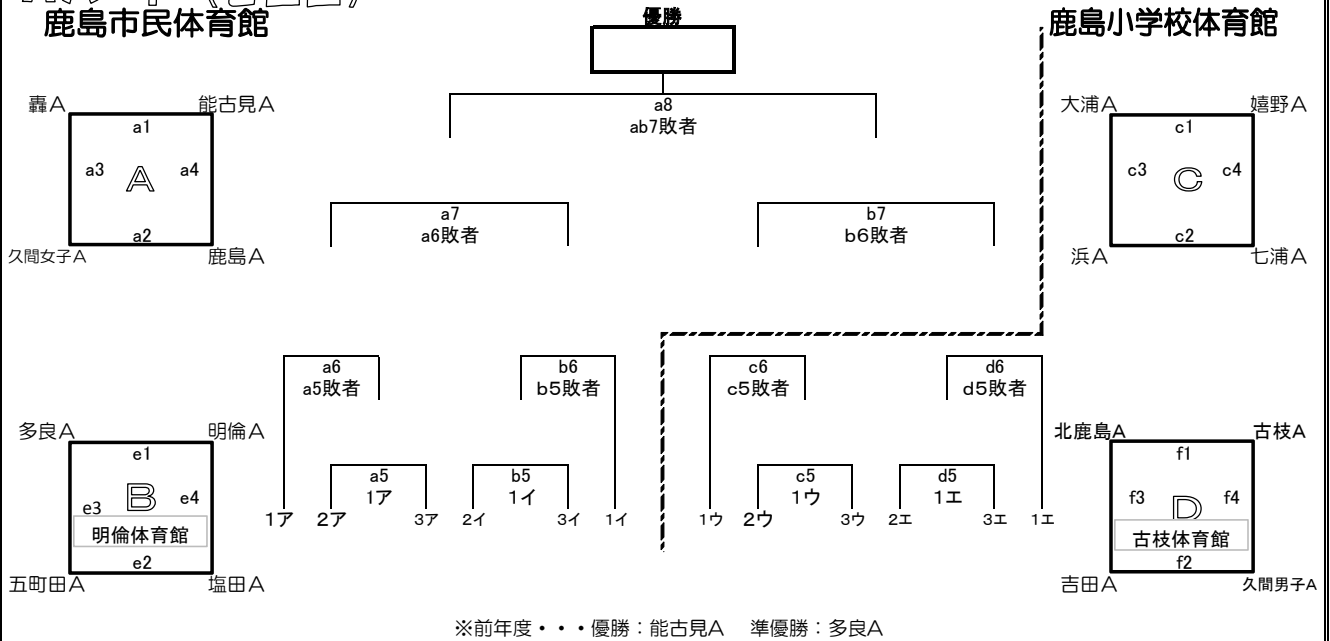 鹿島市民体育館
優勝
鹿島小学校体育館
轟A 能古見A
a1
a3 A a4
a2
久間女子A 鹿島A
a8
ab7敗者
大浦A 嬉野A
c1
c3 C c4
c2
浜A 七浦A
a7
a6敗者
b7
b6敗者
a6
a5敗者
b6
b5敗者
c6
c5敗者
d6
d5敗者
多良A 明倫A
e1
e3 B e4
明倫体育館
e2
五町田A 塩田A
a5
1ア
b5
1イ
c5
1ウ
d5
1エ
1ア 2ア 3ア 2イ 3イ 1イ 1ウ 2ウ 3ウ 2エ 3エ 1エ
北鹿島A 古枝A
f1
f3 D f4
古枝体育館
f2
吉田A 久間男子A
※前年度・・・優勝：能古見A 準優勝：多良A